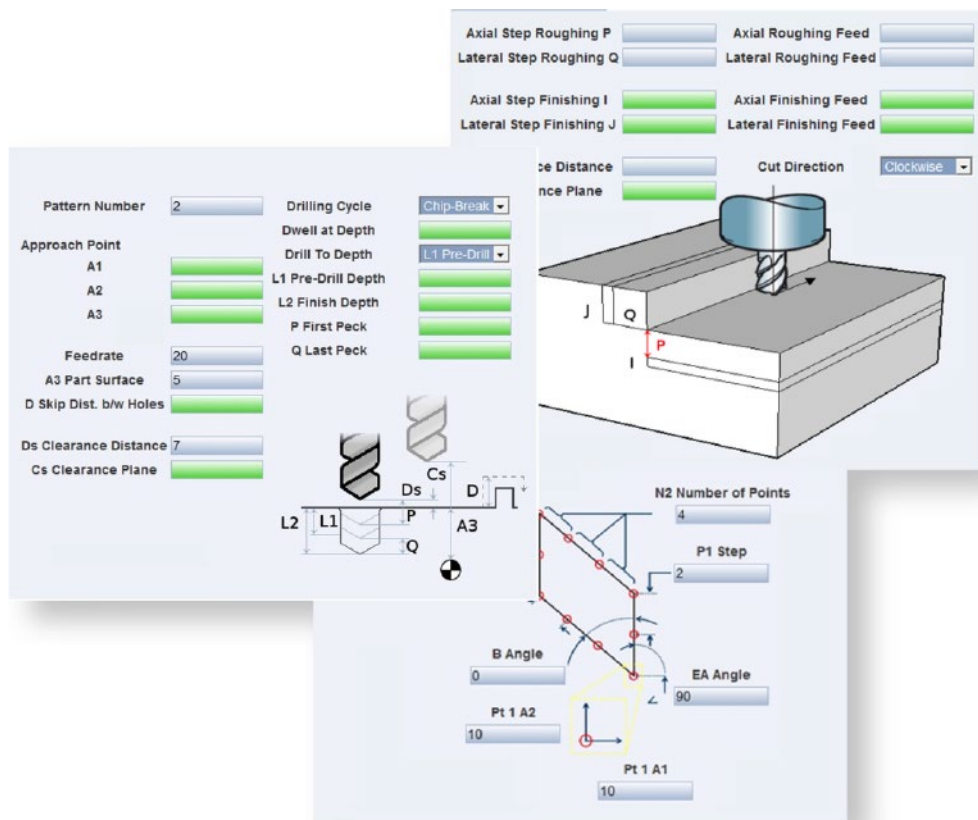 Axial Step Roughing P
Axial Roughing Feed
Lateral Step Roughing Q
Lateral Roughing Feed
Axial Step Finishing I
Axial Finishing Feed
Lateral Step Finishing J
Lateral Finishing Feed
Distance
Cut Direction
Clockwise
Plane
J
Q
P
I
Pattern Number
2
Drilling Cycle
Chip-Break
Dwell at Depth
Approach Point
Drill To Depth
L1 Pre-Drill
A1
L1 Pre-Drill Depth
A2
L2 Finish Depth
A3
P First Peck
Q Last Peck
Feedrate
20
A3 Part Surface
5
D Skip Dist. b/w Holes
Ds Clearance Distance
7
Cs Clearance Plane
Cs
Ds
D
L2
L1
P
A3
Q
N2 Number of Points
4
P1 Step
2
B Angle
0
EA Angle
90
Pt 1 A2
10
Pt 1 A1
10